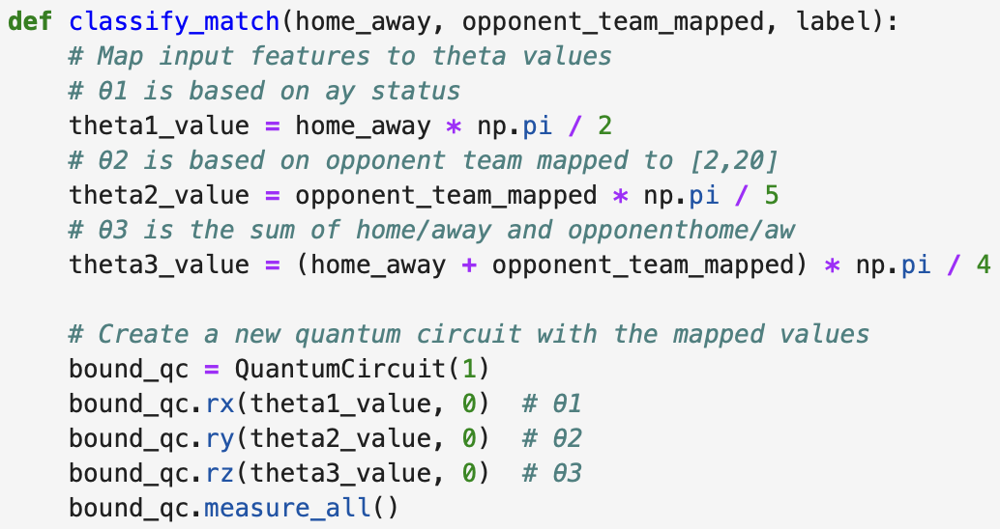 def classify_match(home_away, opponent_team_mapped, label):
    # Map input features to theta values
    # θ1 is based on ay status
    theta1_value = home_away * np.pi / 2
    # θ2 is based on opponent team mapped to [2,20]
    theta2_value = opponent_team_mapped * np.pi / 5
    # θ3 is the sum of home/away and opponenthome/aw
    theta3_value = (home_away + opponent_team_mapped) * np.pi / 4

    # Create a new quantum circuit with the mapped values
    bound_qc = QuantumCircuit(1)
    bound_qc.rx(theta1_value, 0)  # θ1
    bound_qc.ry(theta2_value, 0)  # θ2
    bound_qc.rz(theta3_value, 0)  # θ3
    bound_qc.measure_all()